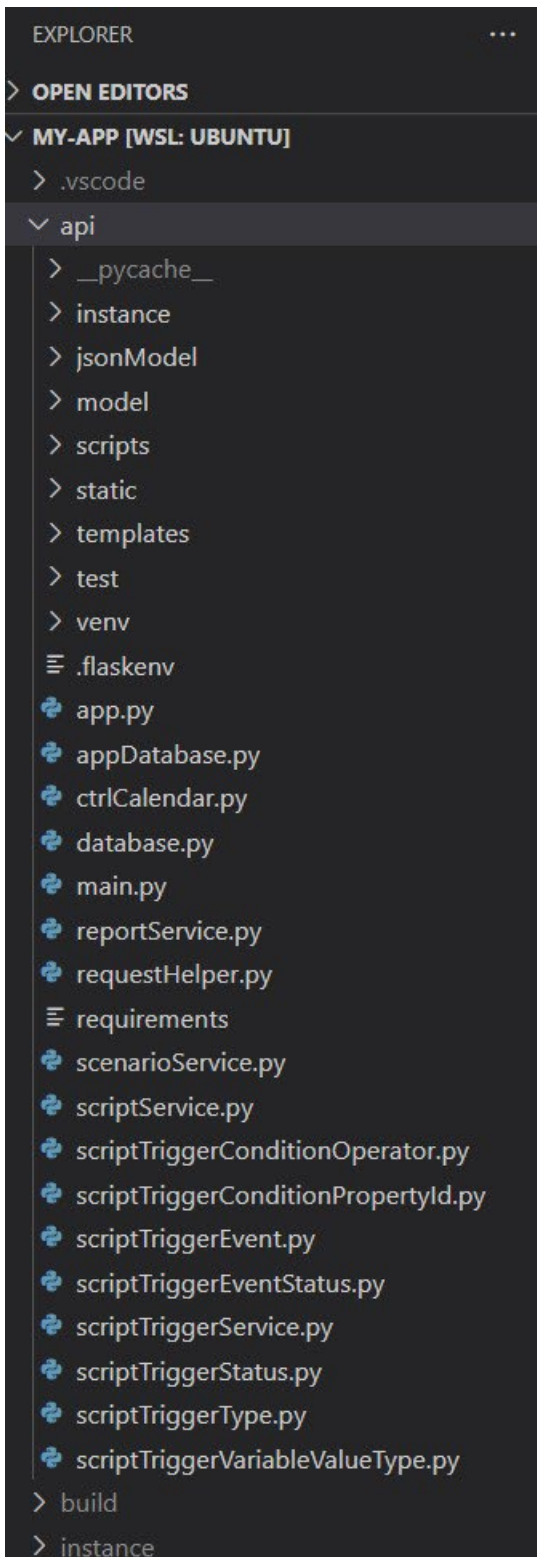 EXPLORER
OPEN EDITORS
MY-APP [WSL: UBUNTU]
.vscode
api
__pycache__
instance
jsonModel
model
scripts
static
templates
test
venv
.flaskenv
app.py
appDatabase.py
ctrlCalendar.py
database.py
main.py
reportService.py
requestHelper.py
requirements
scenarioService.py
scriptService.py
scriptTriggerConditionOperator.py
scriptTriggerConditionPropertyId.py
scriptTriggerEvent.py
scriptTriggerEventStatus.py
scriptTriggerService.py
scriptTriggerStatus.py
scriptTriggerType.py
scriptTriggerVariableValueType.py
build
instance